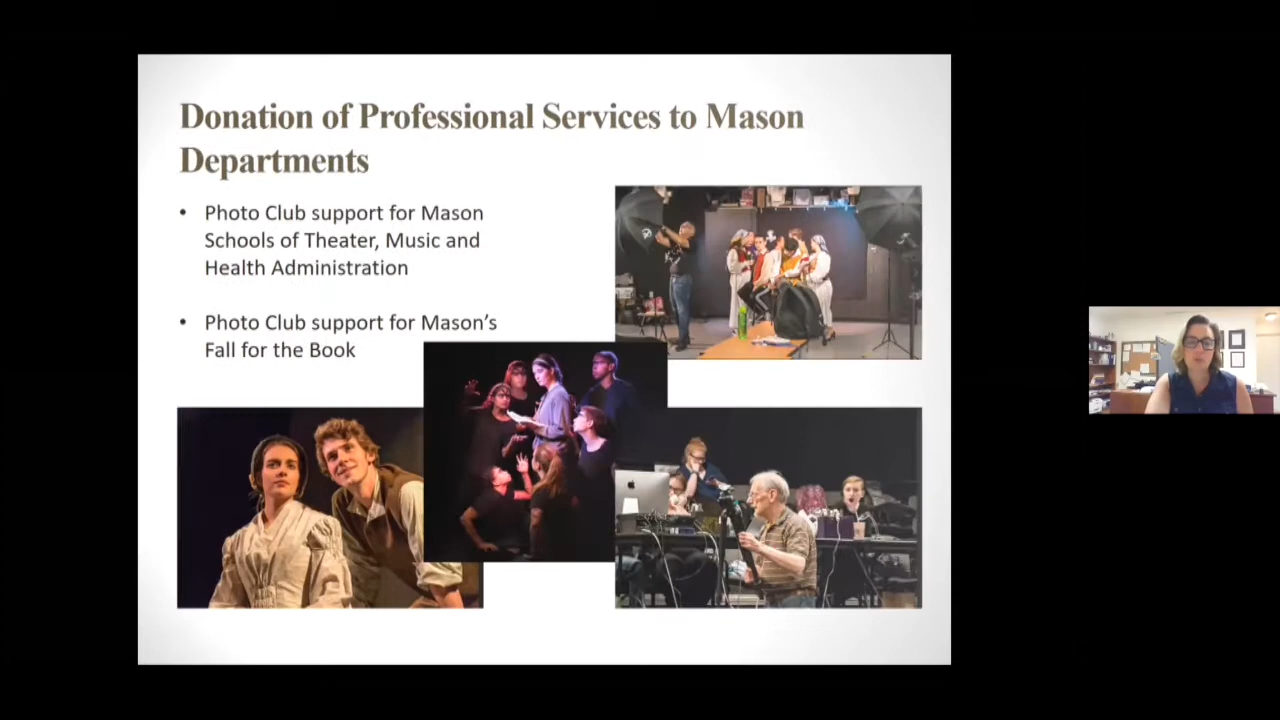 Donation of Professional Services to Mason
Departments
• Photo Club support for Mason
Schools of Theater, Music and
Health Administration
• Photo Club support for Mason’s
Fall for the Book